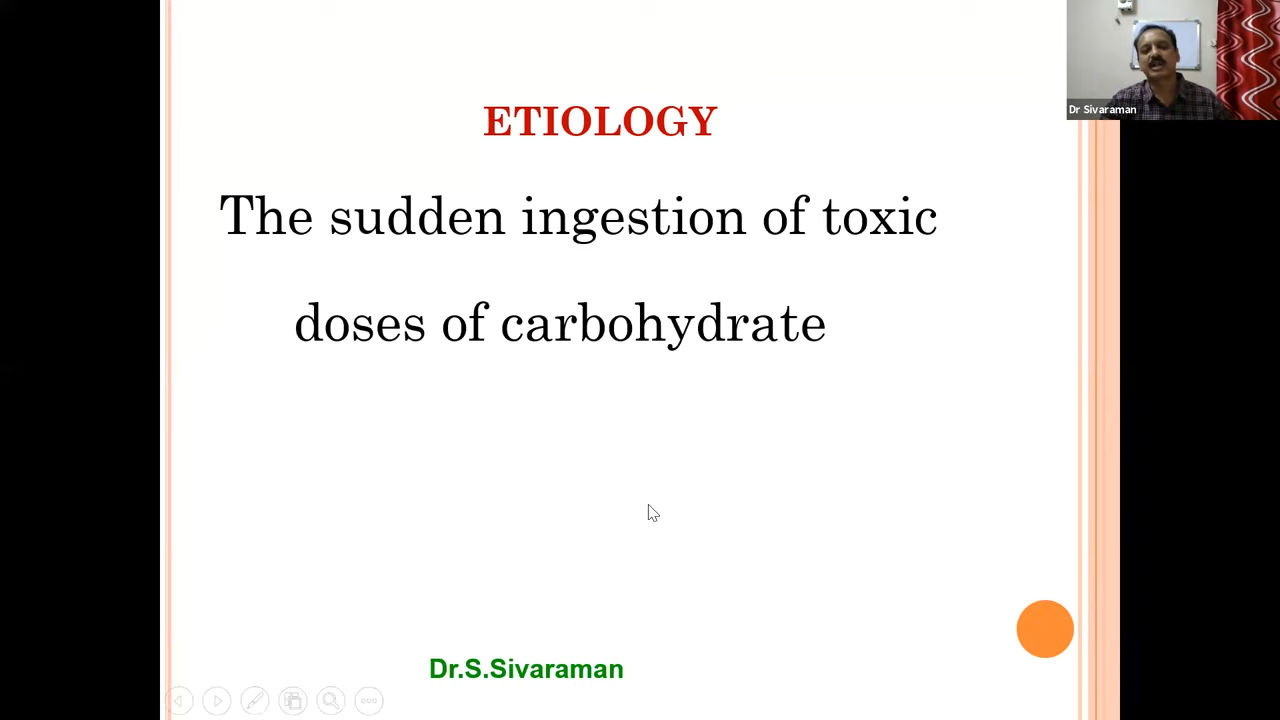 Dr Sivaraman
ETIOLOGY
The sudden ingestion of toxic
doses of carbohydrate
Dr.S.Sivaraman